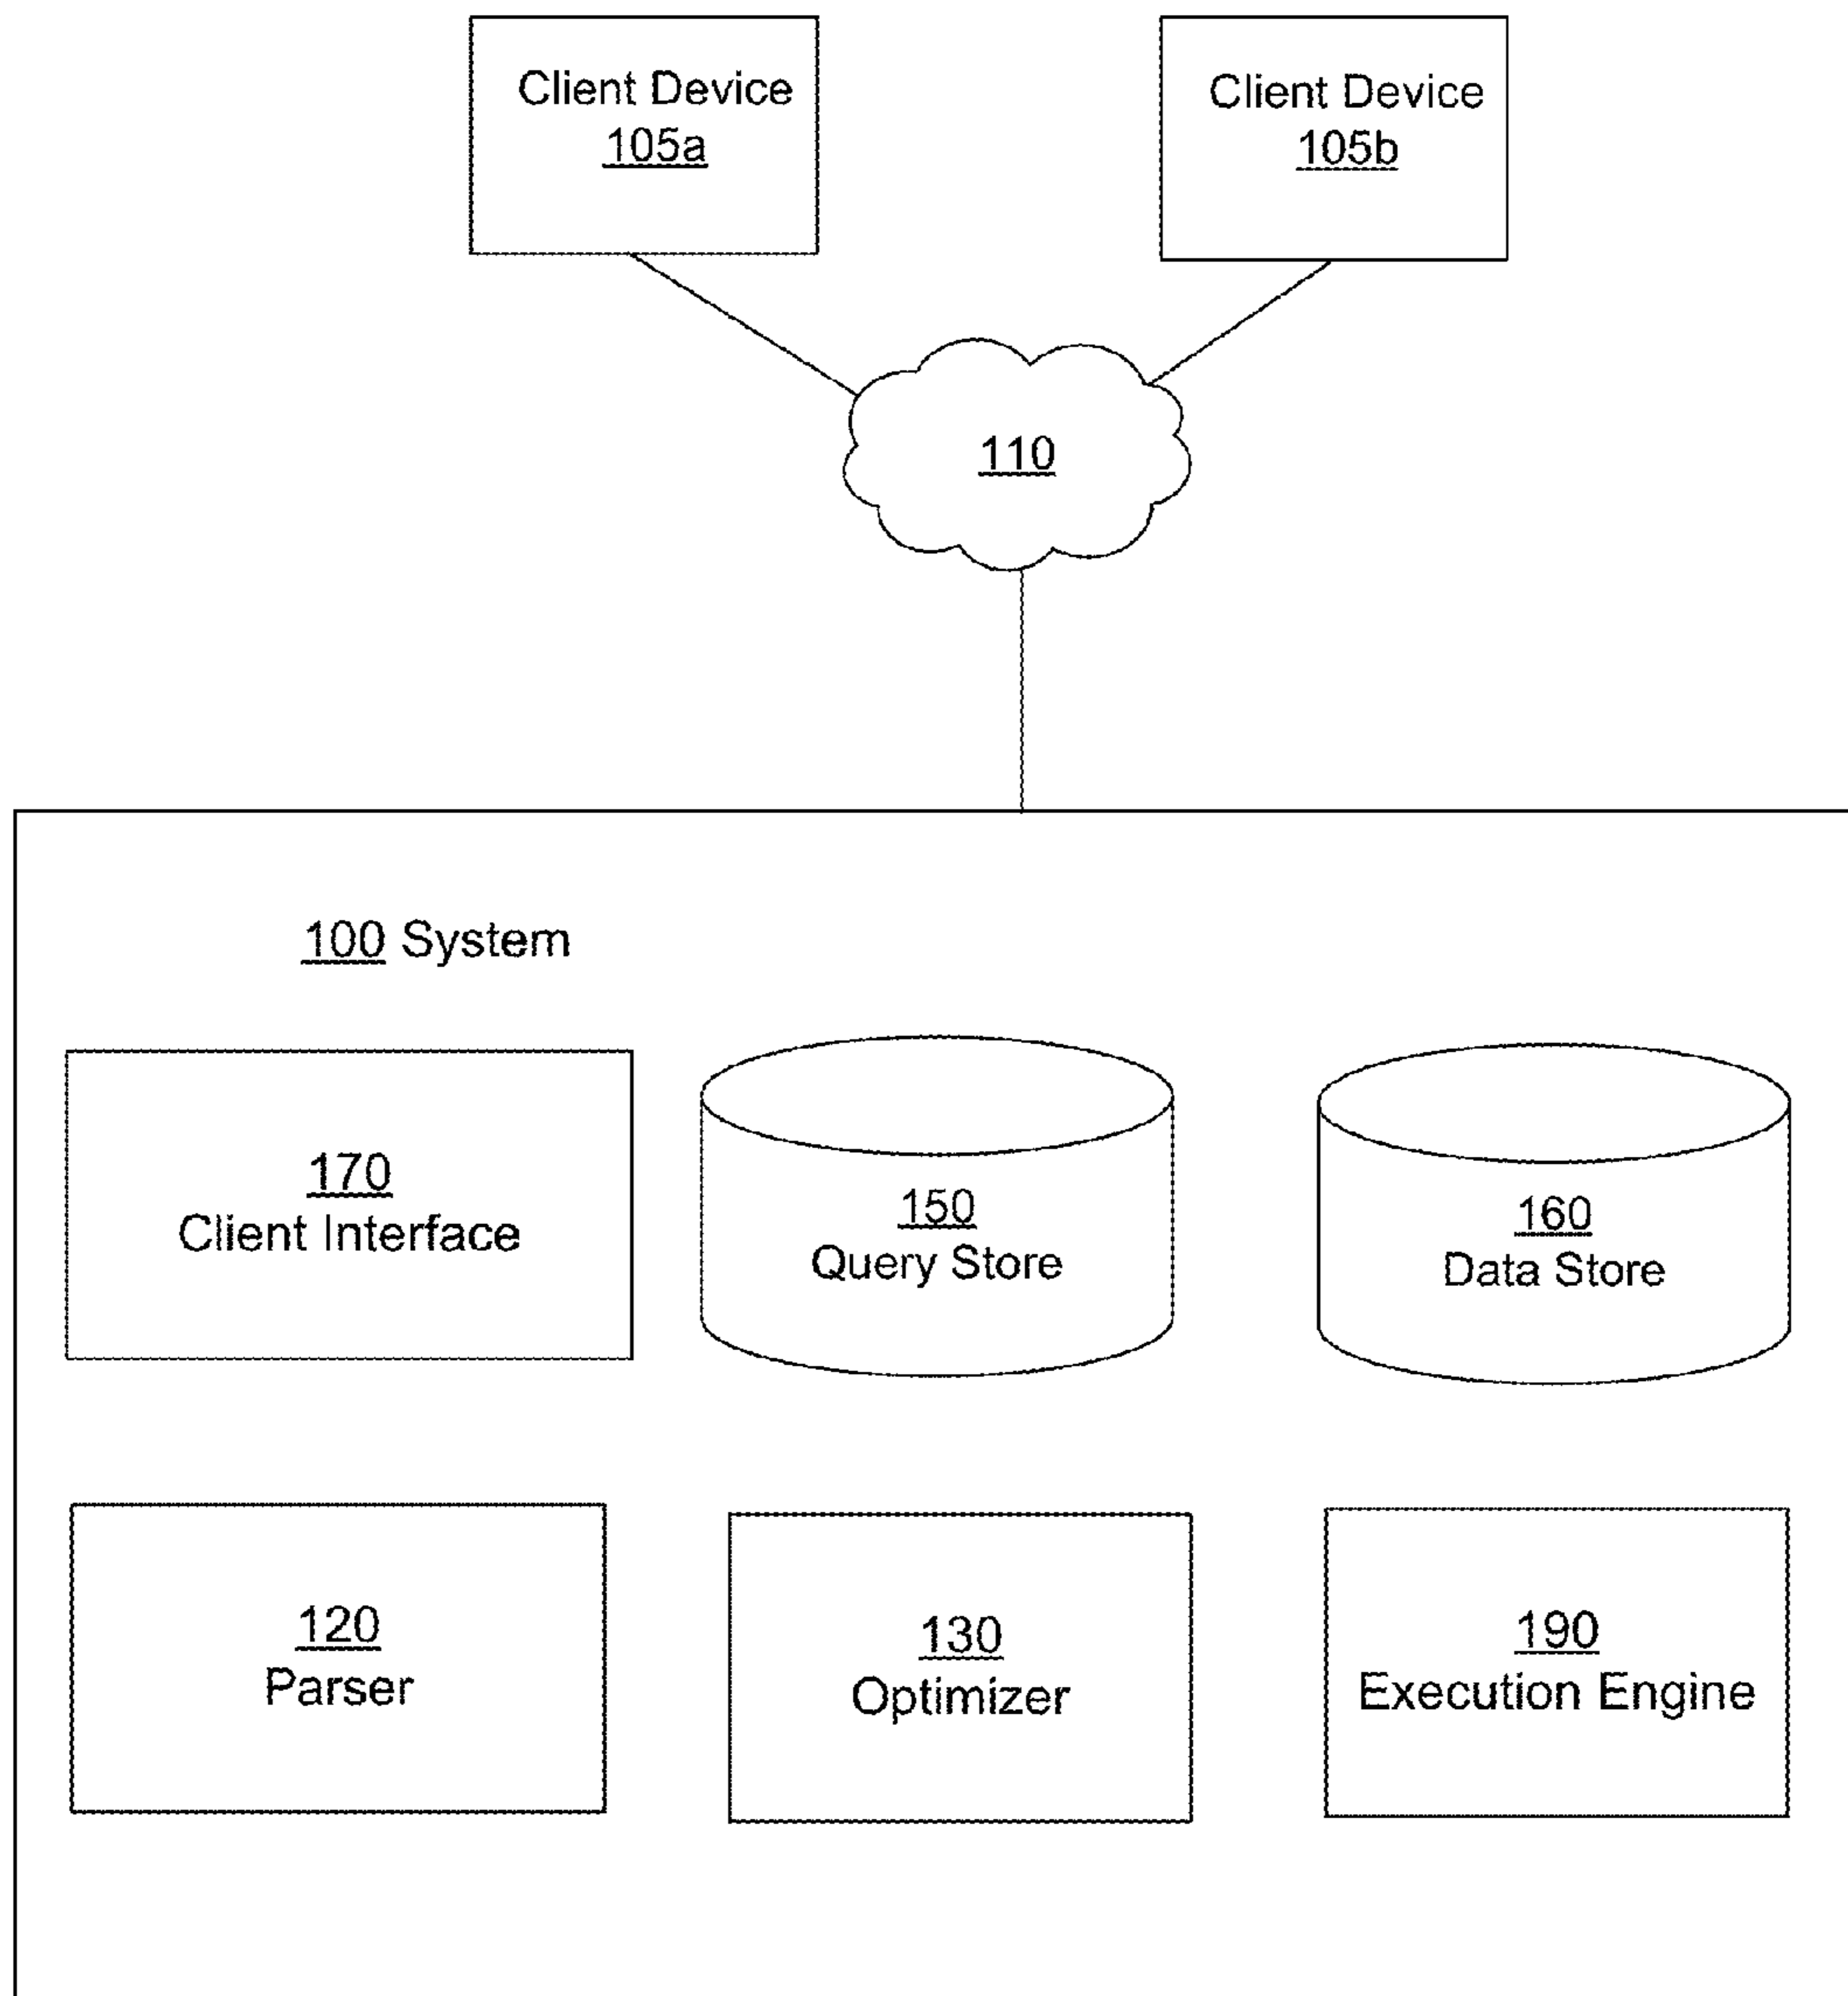 Client Device
105a
Client Device
105b
110
100 System
170
Client Interface
150
Query Store
160
Data Store
120
Parser
130
Optimizer
190
Execution Engine